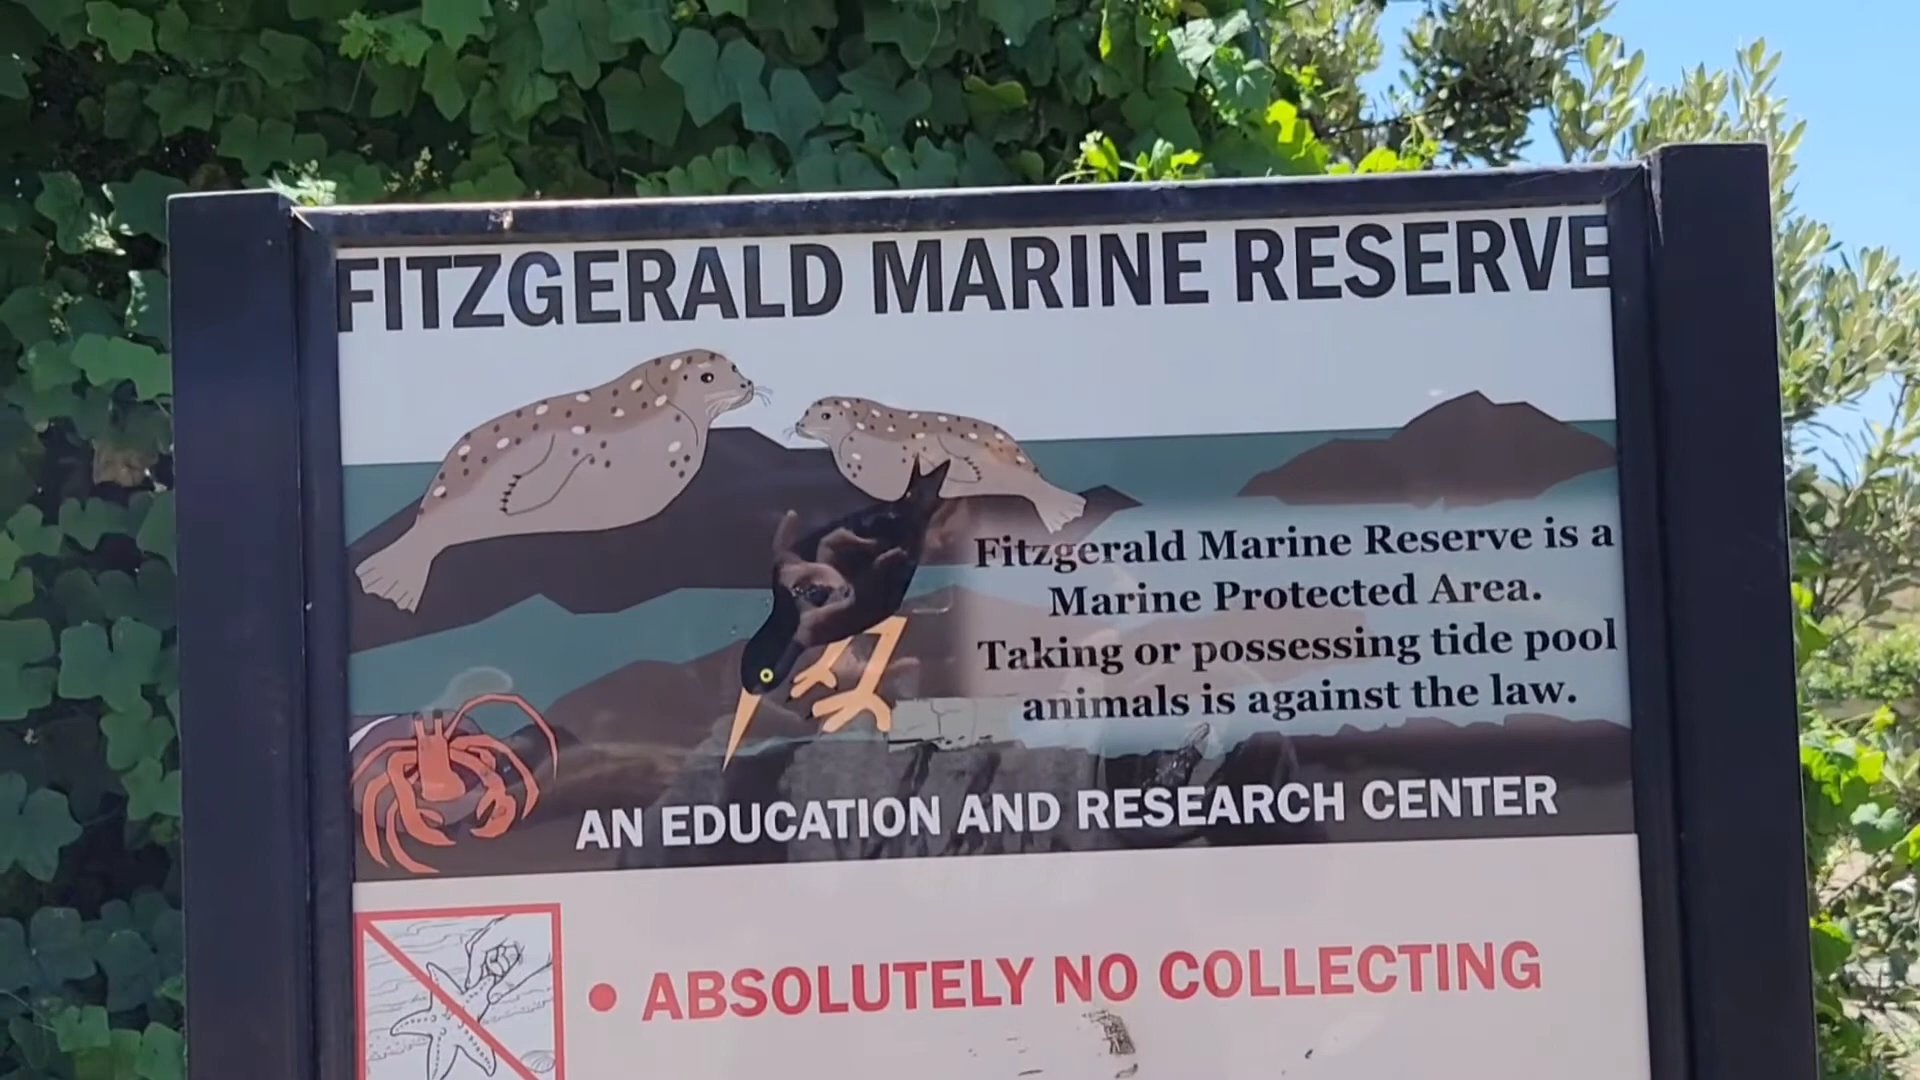 FITZGERALD MARINE RESERVE
Fitzgerald Marine Reserve is a
Marine Protected Area.
Taking or possessing tide pool
animals is against the law.
AN EDUCATION AND RESEARCH CENTER
• ABSOLUTELY NO COLLECTING